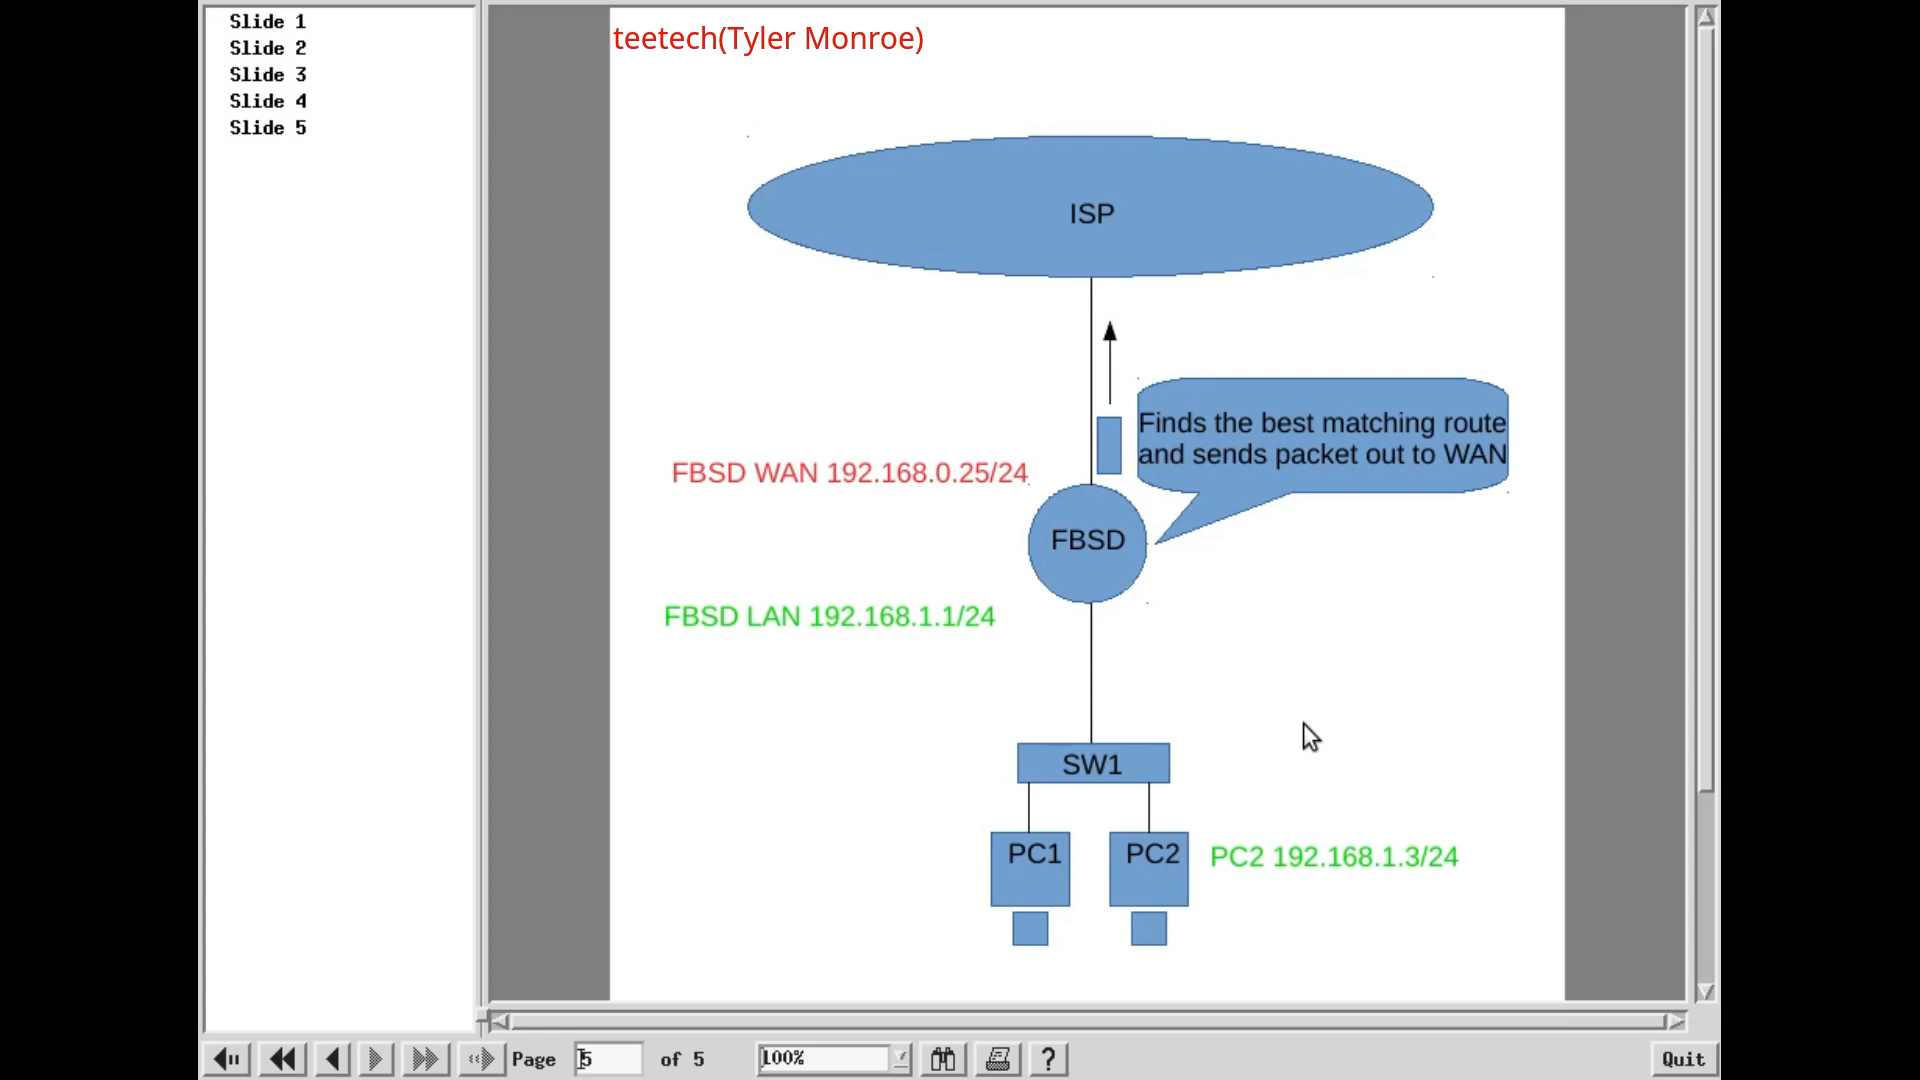 Slide 1
Slide 2
Slide 3
Slide 4
Slide 5
teetech(Tyler Monroe)
ISP
Finds the best matching route
and sends packet out to WAN
FBSD WAN 192.168.0.25/24
FBSD
FBSD LAN 192.168.1.1/24
SW1
PC1
PC2
PC2 192.168.1.3/24
Page 5 of 5
100%
?
Quit